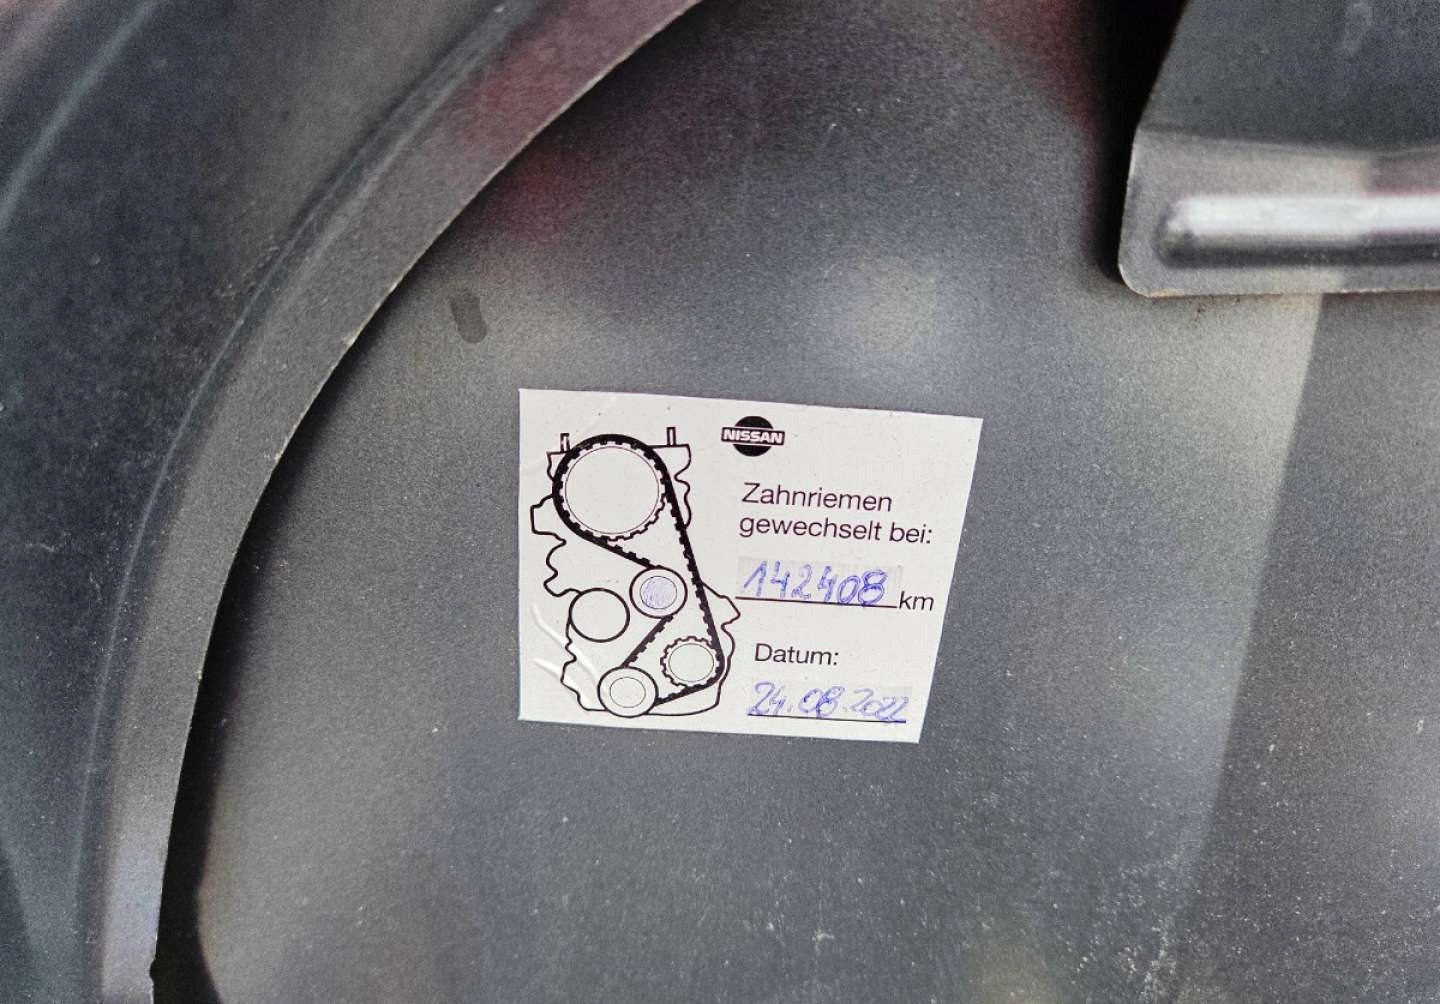 NISSAN
Zahnriemen
gewechselt bei:
142408 km
Datum:
24.08.2022